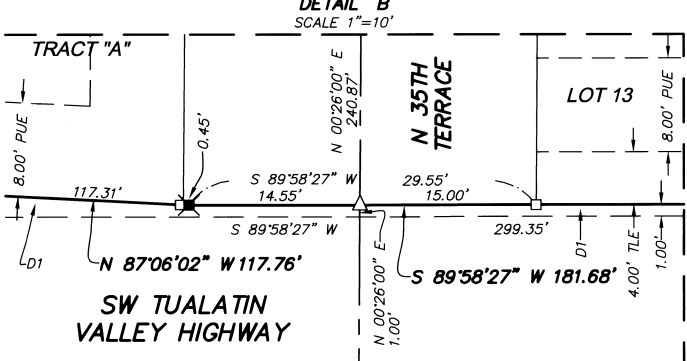 DETAIL "B"
SCALE 1"=10'
TRACT "A"
N 00°26'00" E
240.87'
N 35TH
TERRACE
LOT 13
8.00' PUE
8.00' PUE
0.45'
117.31'
S 89°58'27" W
14.55'
29.55'
15.00'
S 89°58'27" W
299.35'
D1
N 87°06'02" W 117.76'
N 00°26'00" E
1.00'
S 89°58'27" W 181.68'
D1
4.00' TLE
1.00'
SW TUALATIN
VALLEY HIGHWAY